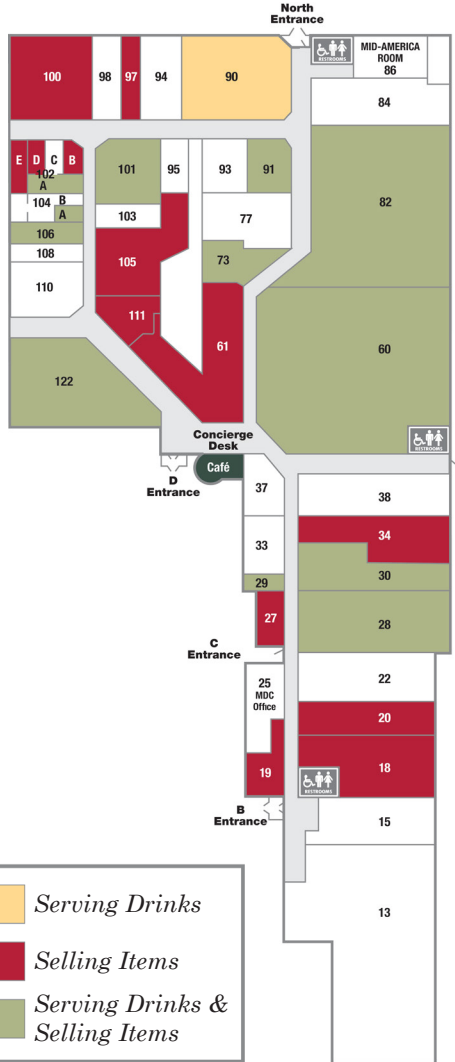 North
Entrance
RESTROOMS
MID-AMERICA
ROOM
86
100
98
97
94
90
84
E
D
C
B
102
A
101
95
93
91
82
104
B
A
103
77
106
105
73
108
110
111
61
60
122
Concierge
Desk
RESTROOMS
Café
D
Entrance
37
38
34
33
30
29
27
28
C
Entrance
25
MDC
Office
22
20
19
18
RESTROOMS
B
Entrance
15
13
Serving Drinks
Selling Items
Serving Drinks &
Selling Items